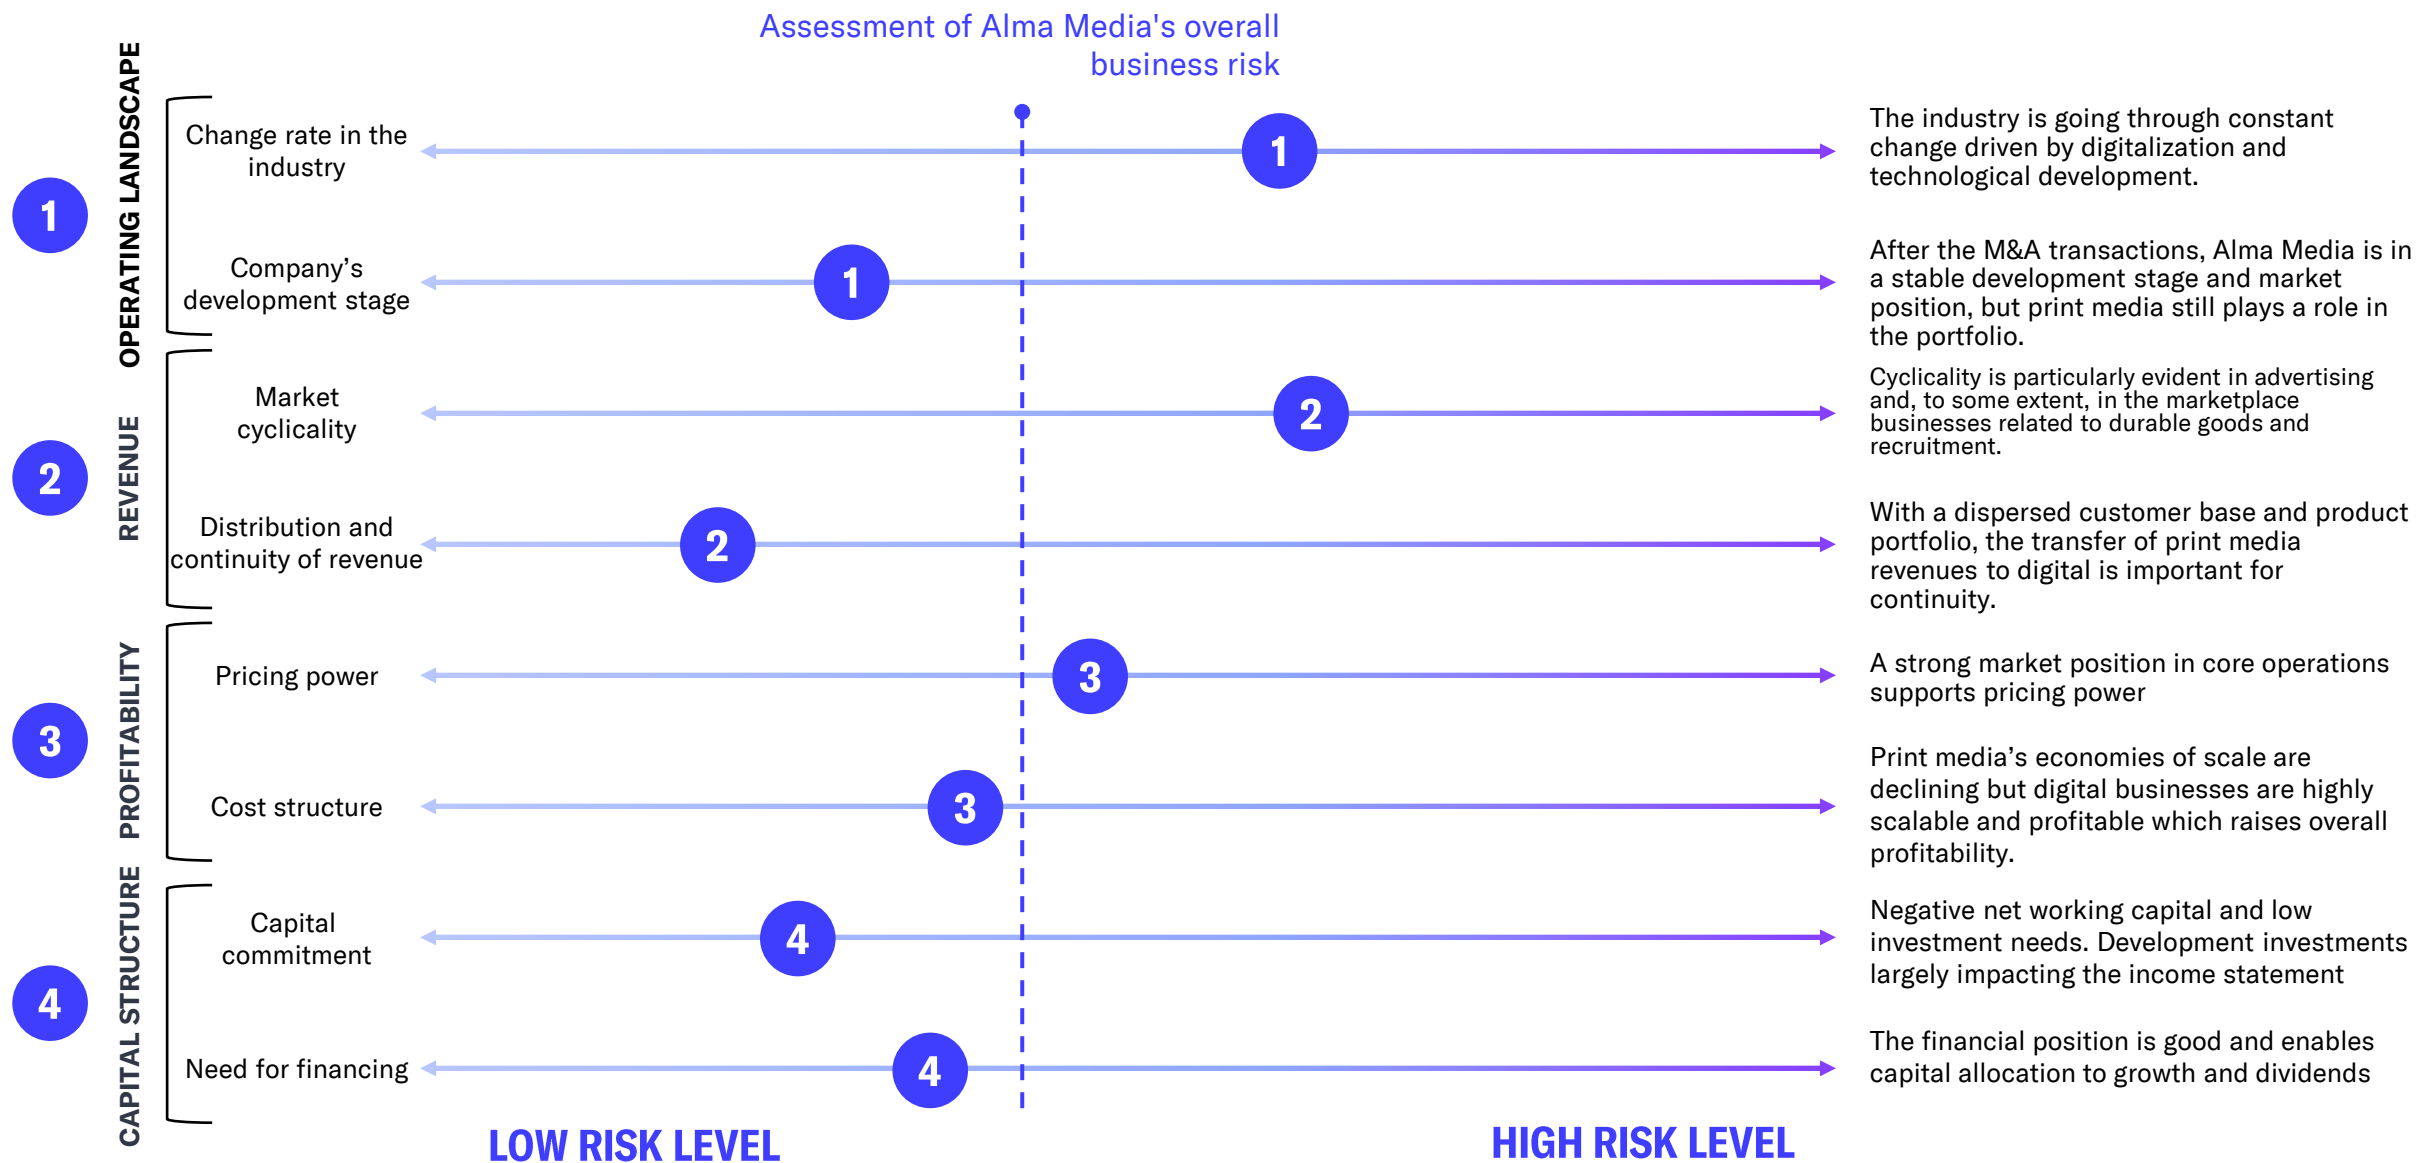 Assessment of Alma Media's overall
business risk
1
OPERATING LANDSCAPE
Change rate in the
industry
1
The industry is going through constant
change driven by digitalization and
technological development.
Company’s
development stage
1
After the M&A transactions, Alma Media is in
a stable development stage and market
position, but print media still plays a role in
the portfolio.
2
REVENUE
Market
cyclicality
2
Cyclicality is particularly evident in advertising
and, to some extent, in the marketplace
businesses related to durable goods and
recruitment.
Distribution and
continuity of revenue
2
With a dispersed customer base and product
portfolio, the transfer of print media
revenues to digital is important for
continuity.
3
PROFITABILITY
Pricing power
3
A strong market position in core operations
supports pricing power
Cost structure
3
Print media’s economies of scale are
declining but digital businesses are highly
scalable and profitable which raises overall
profitability.
4
CAPITAL STRUCTURE
Capital
commitment
4
Negative net working capital and low
investment needs. Development investments
largely impacting the income statement
Need for financing
4
The financial position is good and enables
capital allocation to growth and dividends
LOW RISK LEVEL
HIGH RISK LEVEL